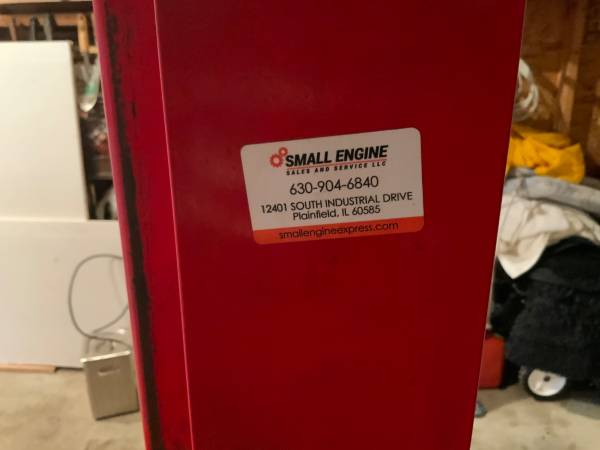 SMALL ENGINE
SALES AND SERVICE LLC
630-904-6840
12401 SOUTH INDUSTRIAL DRIVE
Plainfield, IL 60585
smallengineexpress.com